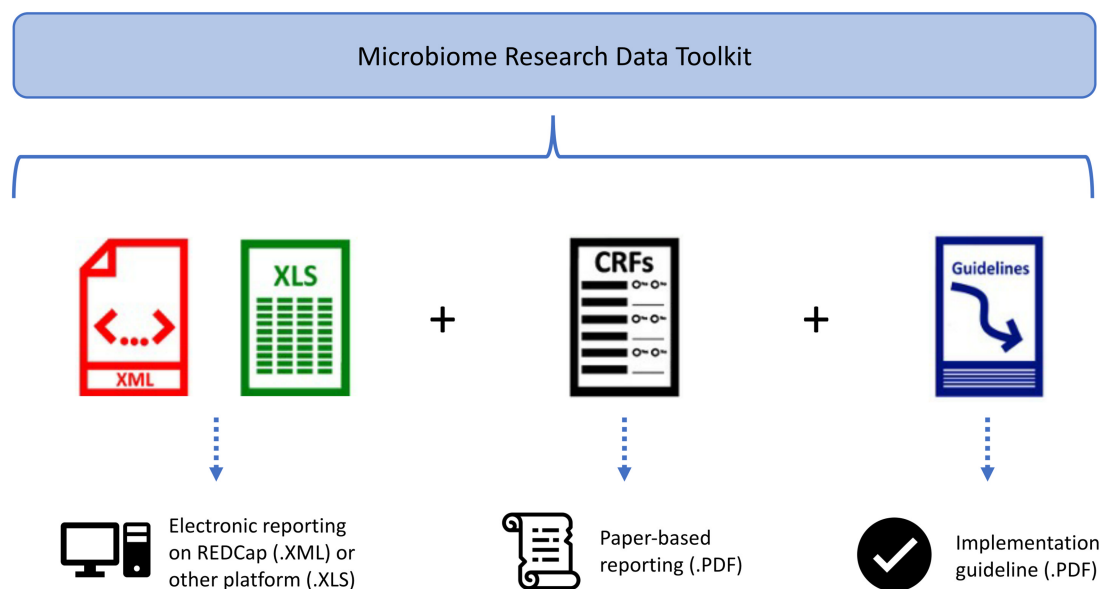 Microbiome Research Data Toolkit
XML
XLS
+
CRFs
+
Guidelines
Electronic reporting
on REDCap (.XML) or
other platform (.XLS)
Paper-based
reporting (.PDF)
Implementation
guideline (.PDF)